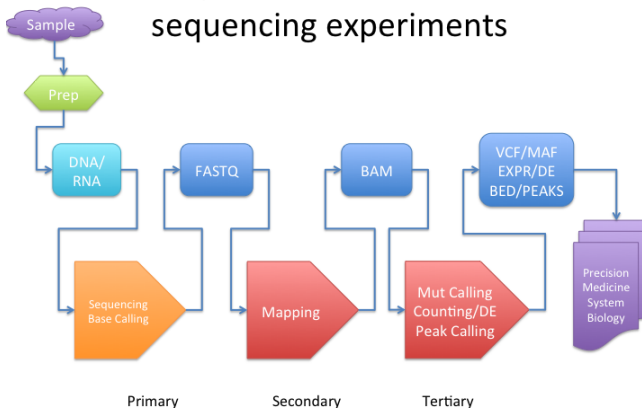 sequencing experiments
Sample
Prep
DNA/
RNA
FASTQ
BAM
VCF/MAF
EXPR/DE
BED/PEAKS
Sequencing
Base Calling
Mapping
Mut Calling
Counting/DE
Peak Calling
Precision
Medicine
System
Biology
Primary
Secondary
Tertiary